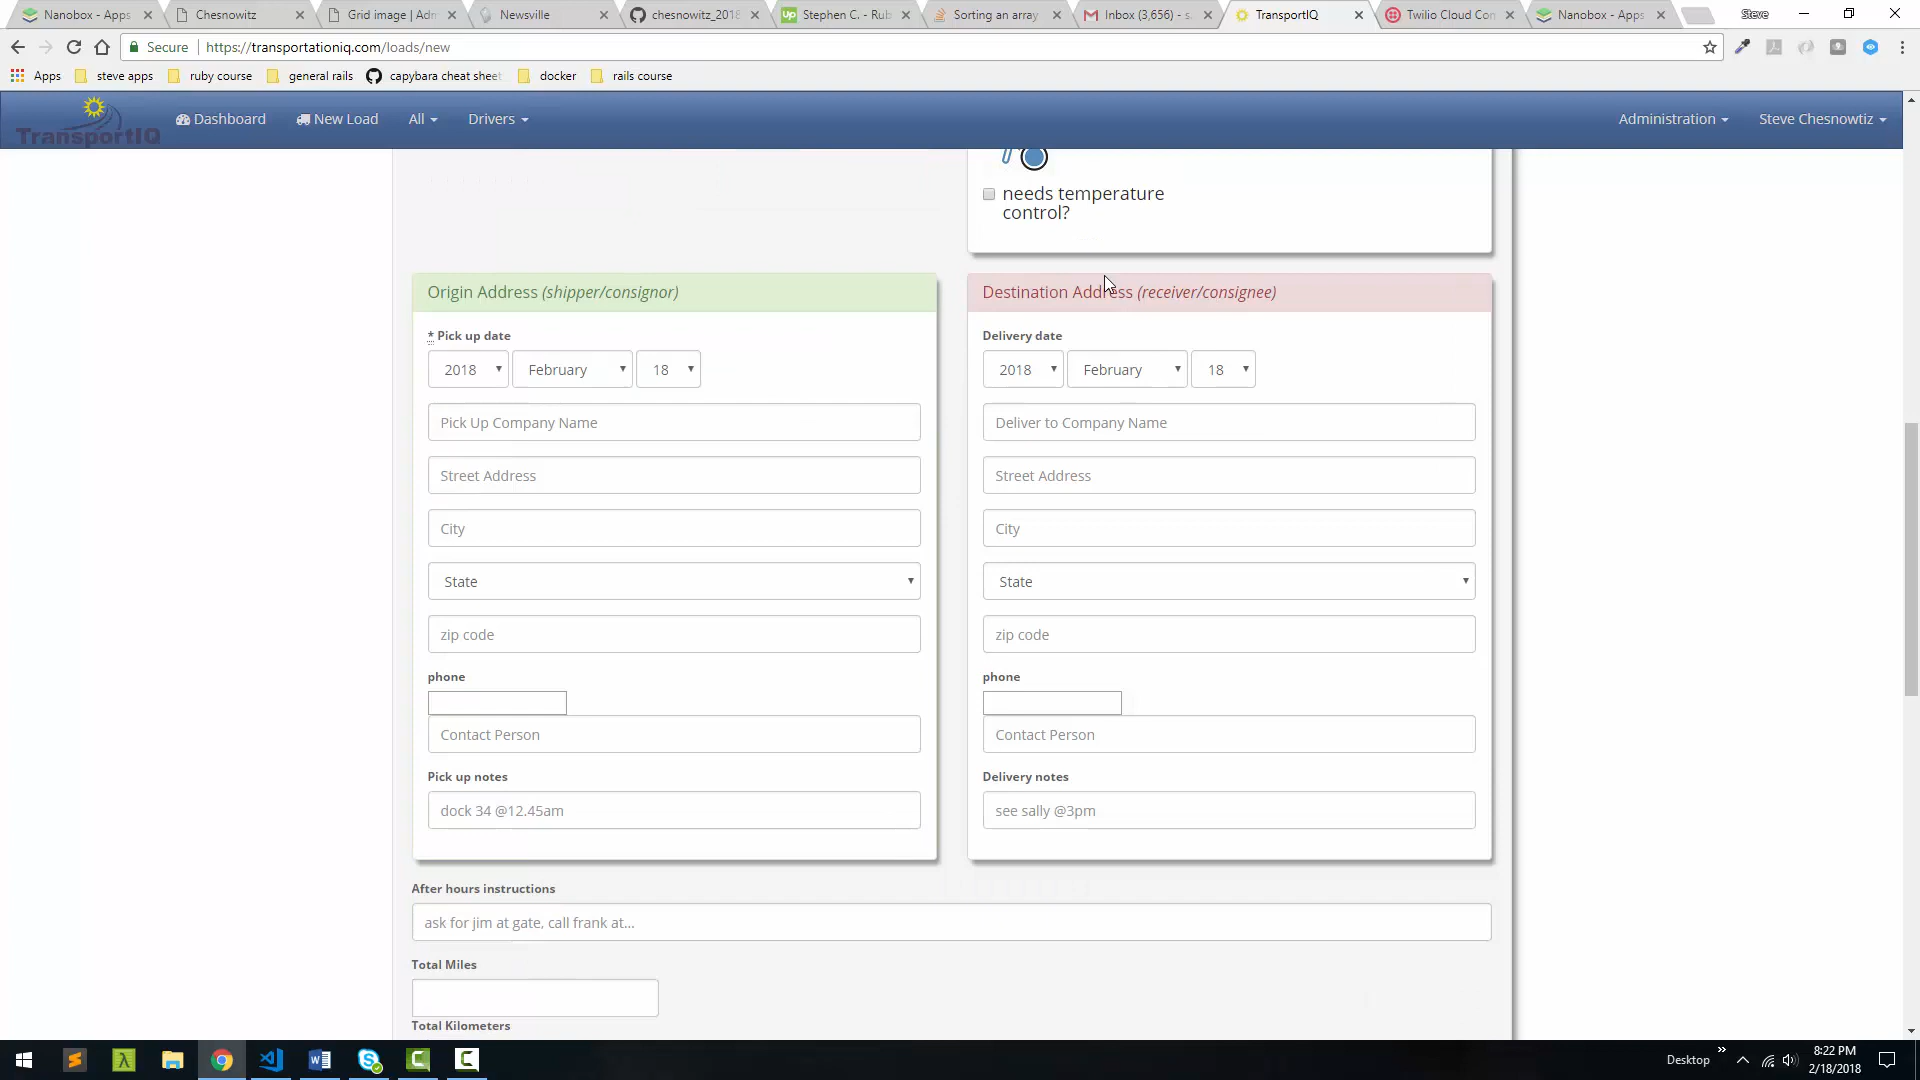 Nanobox - Apps
Chesnowitz
Grid image | Adm
Newsville
chesnowitz_2018
Stephen C. - Rub
Sorting an array
Inbox (3,656) - s
TransportIQ
Twilio Cloud Con
Nanobox - Apps
Steve
Secure
https://transportationiq.com/loads/new
Apps
steve apps
ruby course
general rails
capybara cheat sheet
docker
rails course
TransportIQ
Dashboard
New Load
All
Drivers
Administration
Steve Chesnowtiz
needs temperature
control?
Origin Address (shipper/consignor)
* Pick up date
2018
February
18
Pick Up Company Name
Street Address
City
State
zip code
phone
Contact Person
Pick up notes
dock 34 @12.45am
Destination Address (receiver/consignee)
Delivery date
2018
February
18
Deliver to Company Name
Street Address
City
State
zip code
phone
Contact Person
Delivery notes
see sally @3pm
After hours instructions
ask for jim at gate, call frank at...
Total Miles
Total Kilometers
Desktop
8:22 PM
2/18/2018